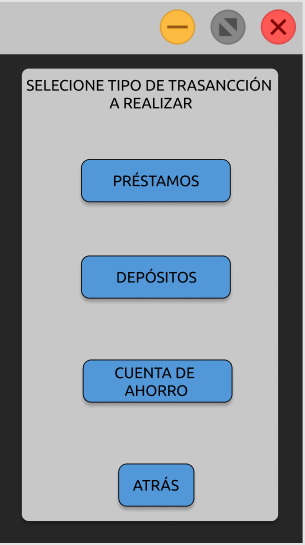 SELECIONE TIPO DE TRASANCCIÓN
A REALIZAR
PRÉSTAMOS
DEPÓSITOS
CUENTA DE
AHORRO
ATRÁS